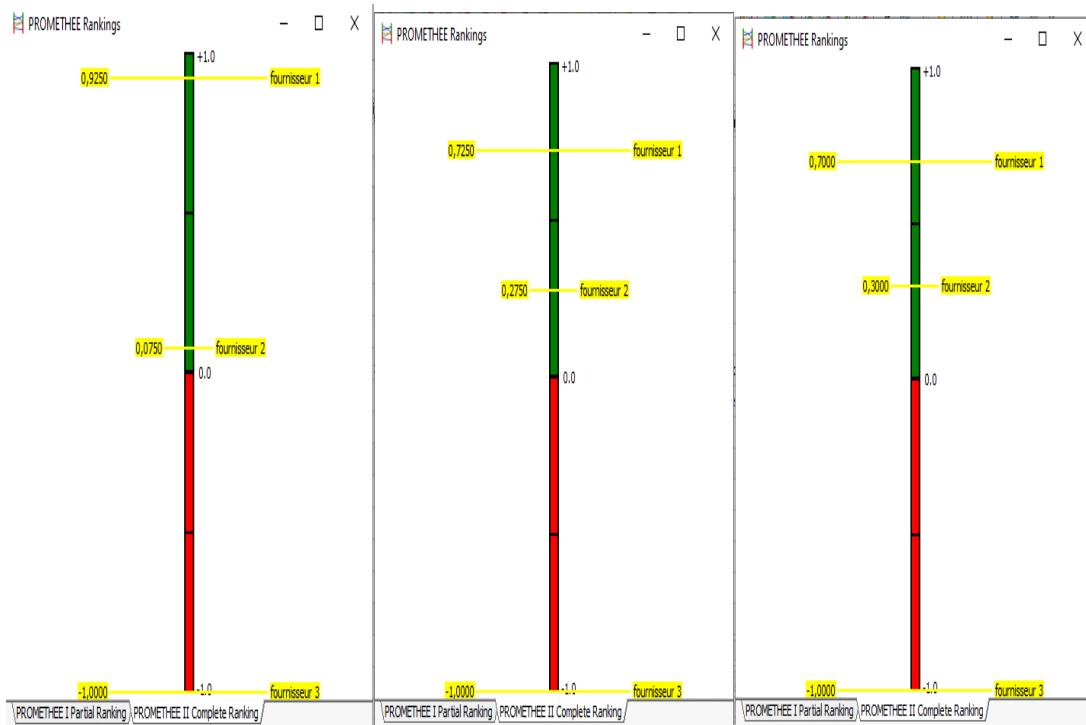 PROMETHEE Rankings
+1.0
0,9250 fournisseur 1
0,0750 fournisseur 2
0.0
-1,0000 -1.0 fournisseur 3
PROMETHEE I Partial Ranking PROMETHEE II Complete Ranking
PROMETHEE Rankings
+1.0
0,7250 fournisseur 1
0,2750 fournisseur 2
0.0
-1,0000 -1.0 fournisseur 3
PROMETHEE I Partial Ranking PROMETHEE II Complete Ranking
PROMETHEE Rankings
+1.0
0,7000 fournisseur 1
0,3000 fournisseur 2
0.0
-1,0000 -1.0 fournisseur 3
PROMETHEE I Partial Ranking PROMETHEE II Complete Ranking